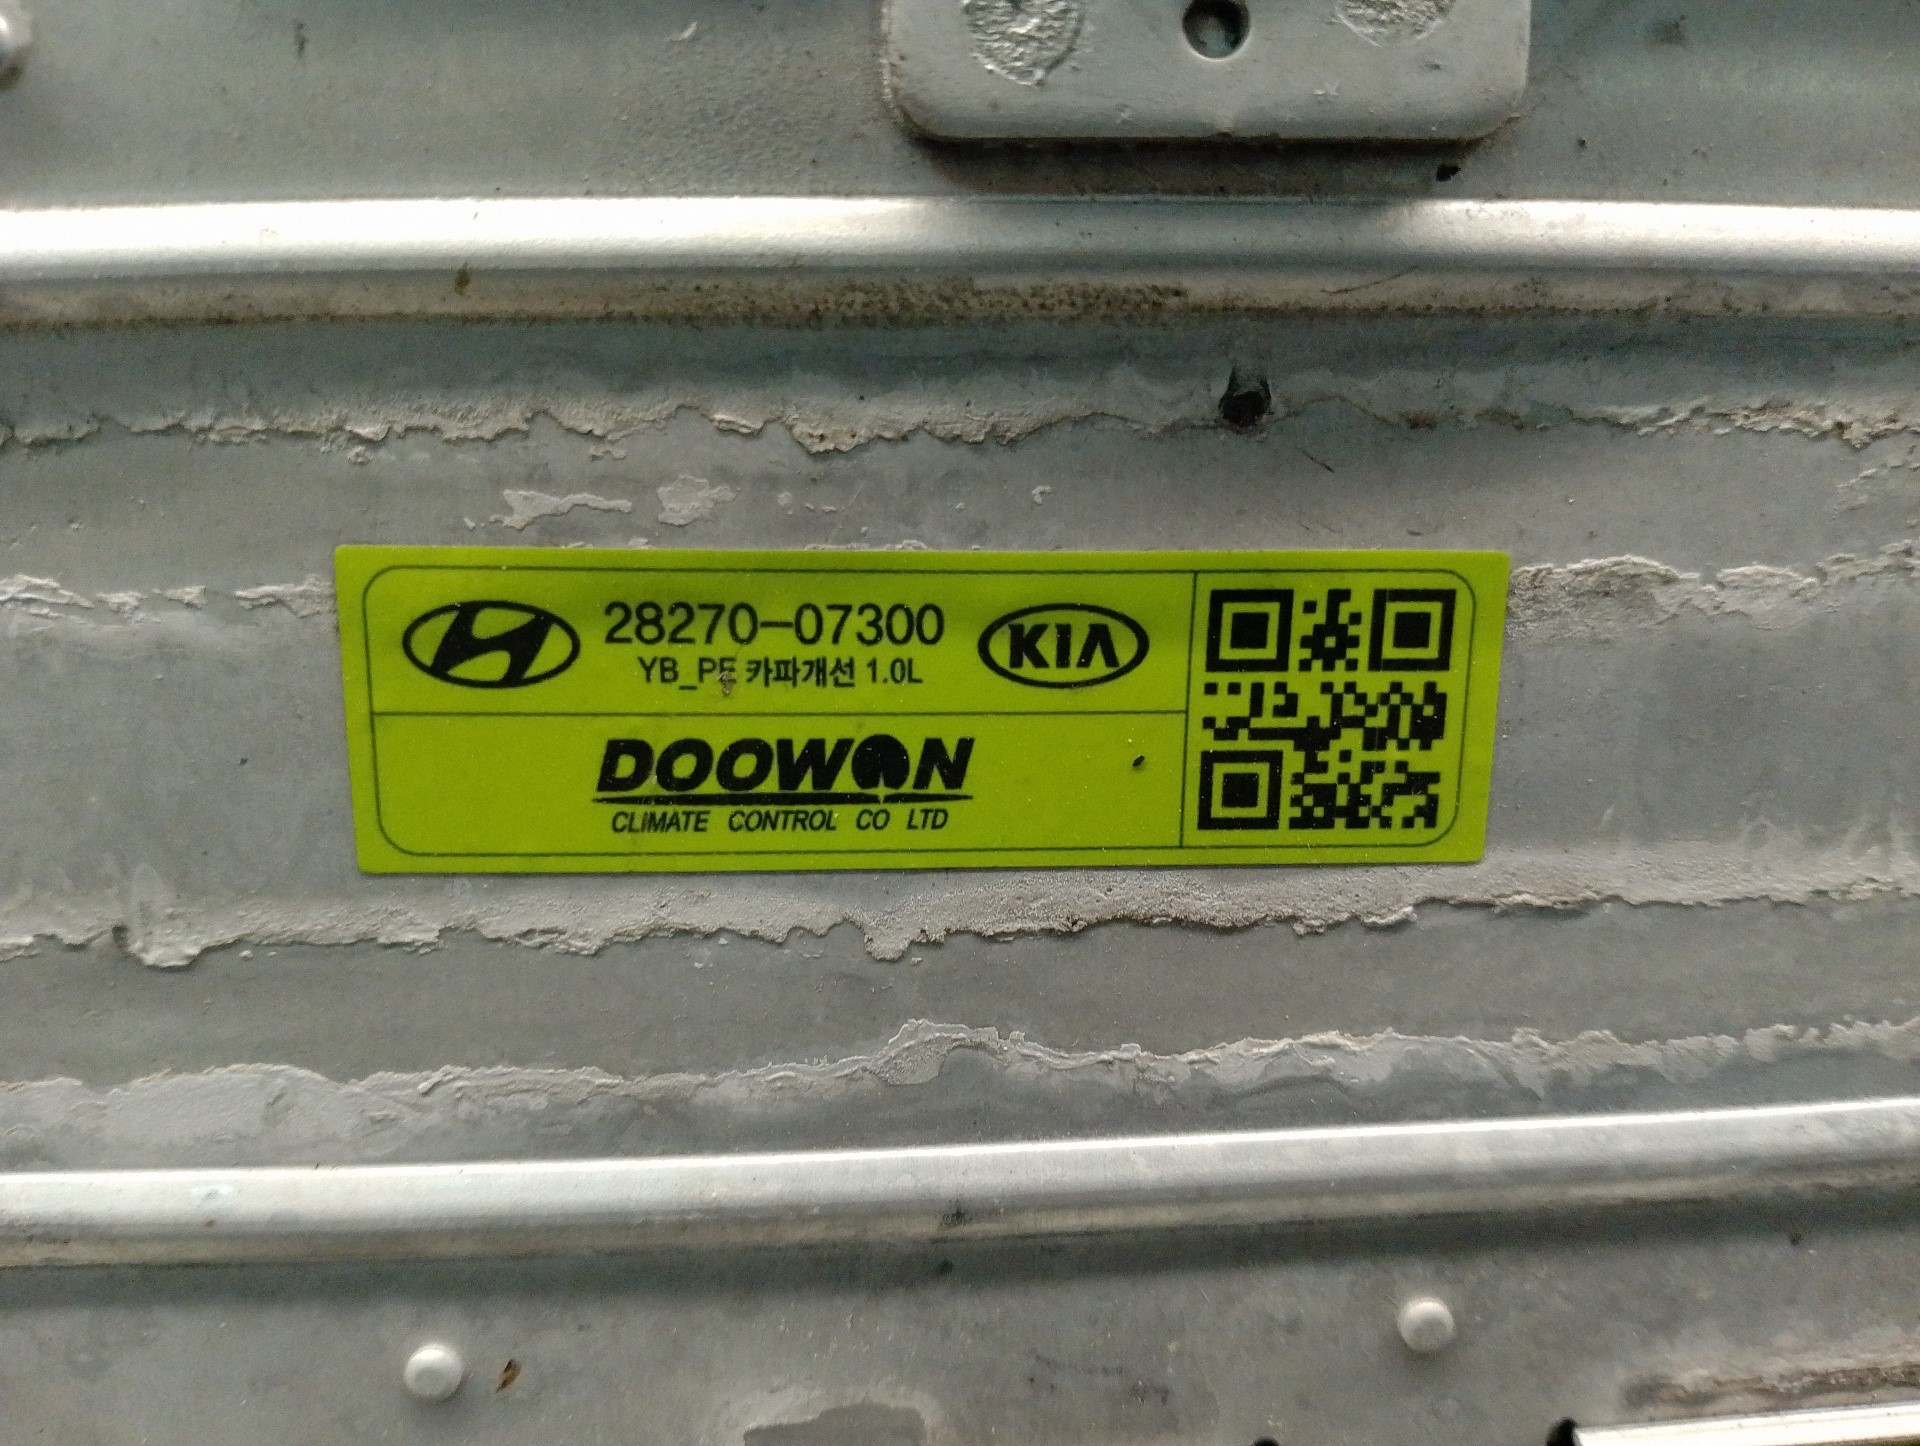 28270-07300
KIA
YB_PE 카파개선 1.0L
DOOWON
CLIMATE CONTROL CO LTD